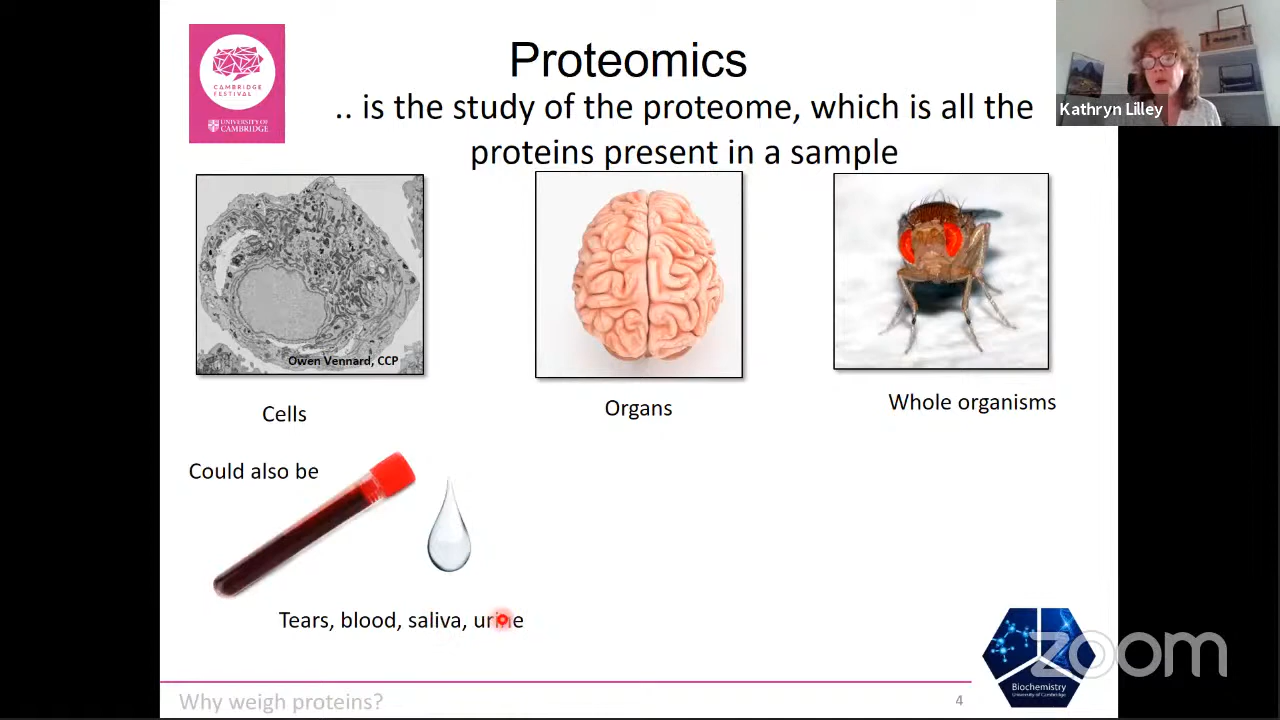 CAMBRIDGE
FESTIVAL
UNIVERSITY OF
CAMBRIDGE
Proteomics
.. is the study of the proteome, which is all the
proteins present in a sample
Kathryn Lilley
Owen Vennard, CCP
Cells
Organs
Whole organisms
Could also be
Tears, blood, saliva, urine
Biochemistry
University of Cambridge
zoom
Why weigh proteins?
4